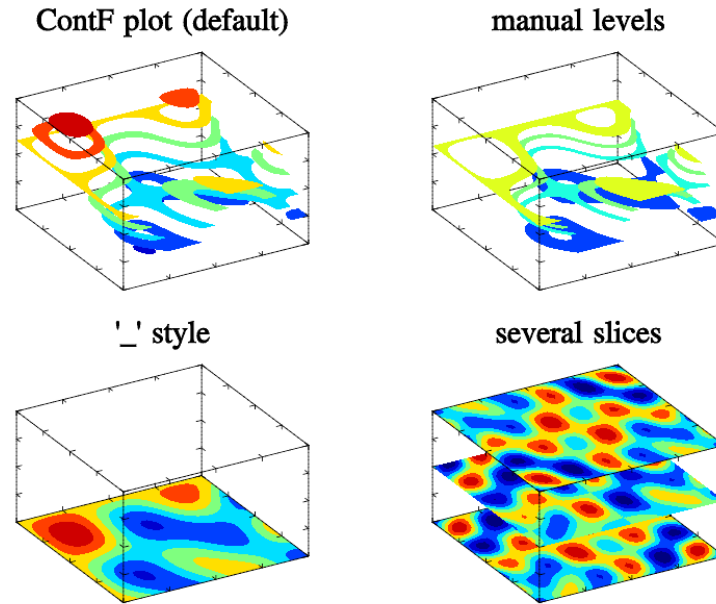 ContF plot (default)
manual levels
'_' style
several slices